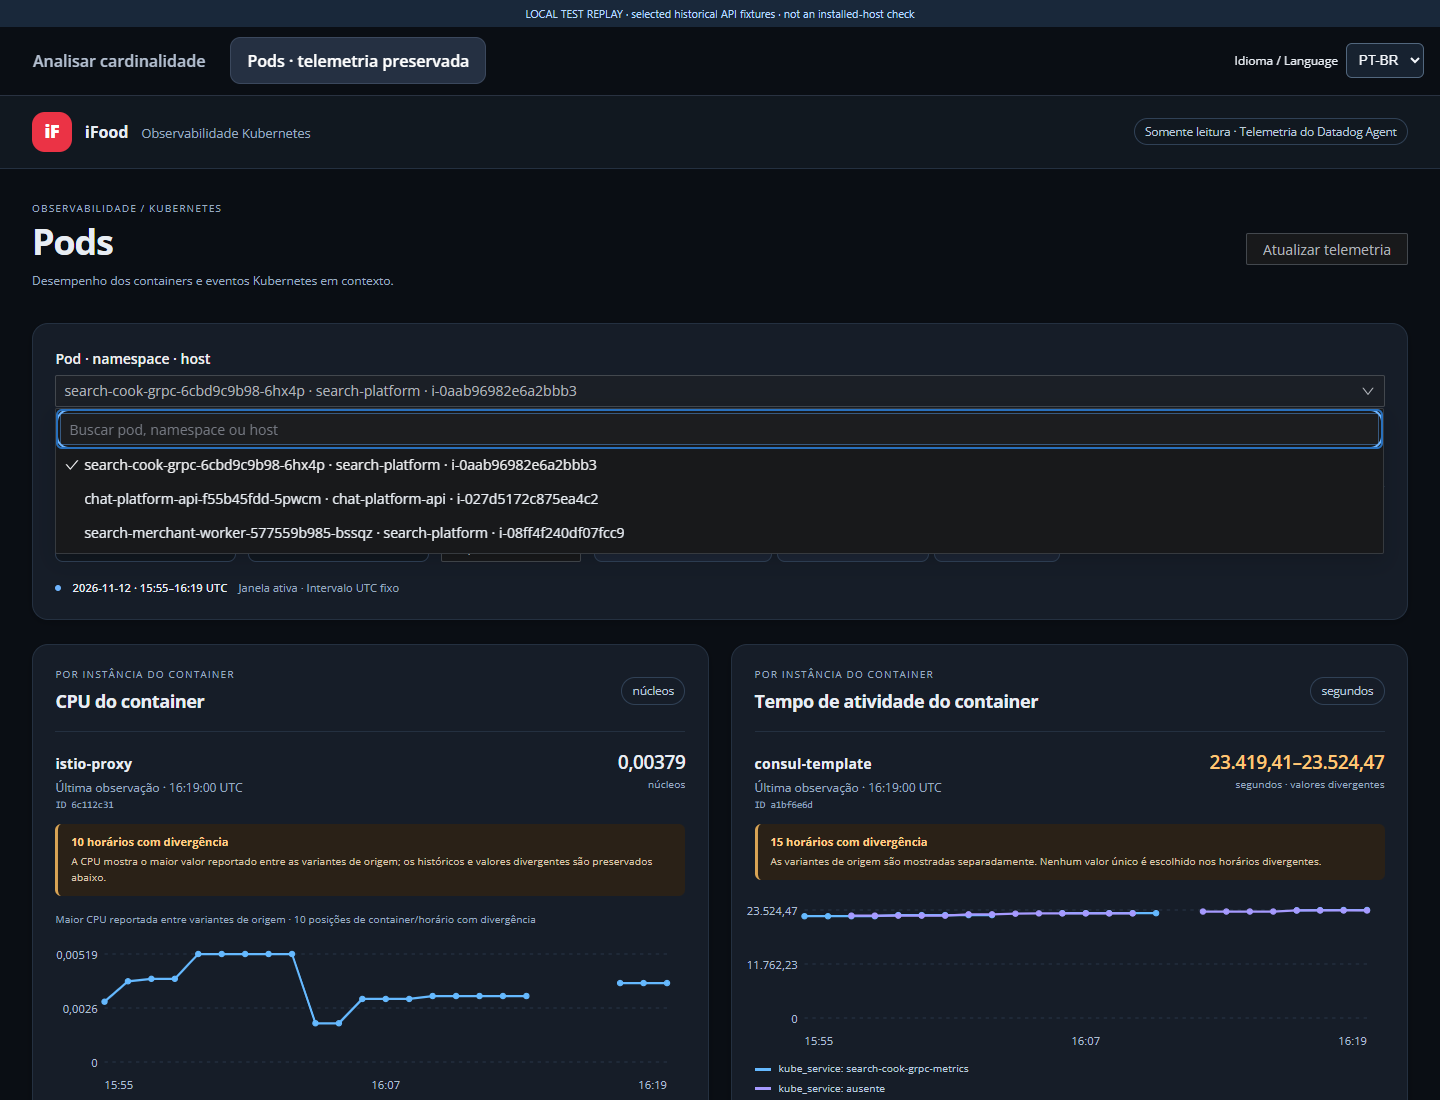 LOCAL TEST REPLAY · selected historical API fixtures · not an installed-host check
Analisar cardinalidade
Pods · telemetria preservada
Idioma / Language
PT-BR
iF
iFood
Observabilidade Kubernetes
Somente leitura · Telemetria do Datadog Agent
OBSERVABILIDADE / KUBERNETES
Pods
Atualizar telemetria
Desempenho dos containers e eventos Kubernetes em contexto.
Pod · namespace · host
search-cook-grpc-6cbd9c9b98-6hx4p · search-platform · i-0aab96982e6a2bbb3
Buscar pod, namespace ou host
search-cook-grpc-6cbd9c9b98-6hx4p · search-platform · i-0aab96982e6a2bbb3
chat-platform-api-f55b45fdd-5pwcm · chat-platform-api · i-027d5172c875ea4c2
search-merchant-worker-577559b985-bssqz · search-platform · i-08ff4f240df07fcc9
2026-11-12 · 15:55–16:19 UTC
Janela ativa · Intervalo UTC fixo
POR INSTÂNCIA DO CONTAINER
CPU do container
núcleos
istio-proxy
0,00379
Última observação · 16:19:00 UTC
núcleos
ID 6c112c31
10 horários com divergência
A CPU mostra o maior valor reportado entre as variantes de origem; os históricos e valores divergentes são preservados
abaixo.
Maior CPU reportada entre variantes de origem · 10 posições de container/horário com divergência
0,00519
0,0026
0
15:55
16:07
16:19
POR INSTÂNCIA DO CONTAINER
Tempo de atividade do container
segundos
consul-template
23.419,41–23.524,47
Última observação · 16:19:00 UTC
segundos · valores divergentes
ID a1bf6e6d
15 horários com divergência
As variantes de origem são mostradas separadamente. Nenhum valor único é escolhido nos horários divergentes.
23.524,47
11.762,23
0
15:55
16:07
16:19
kube_service: search-cook-grpc-metrics
kube_service: ausente